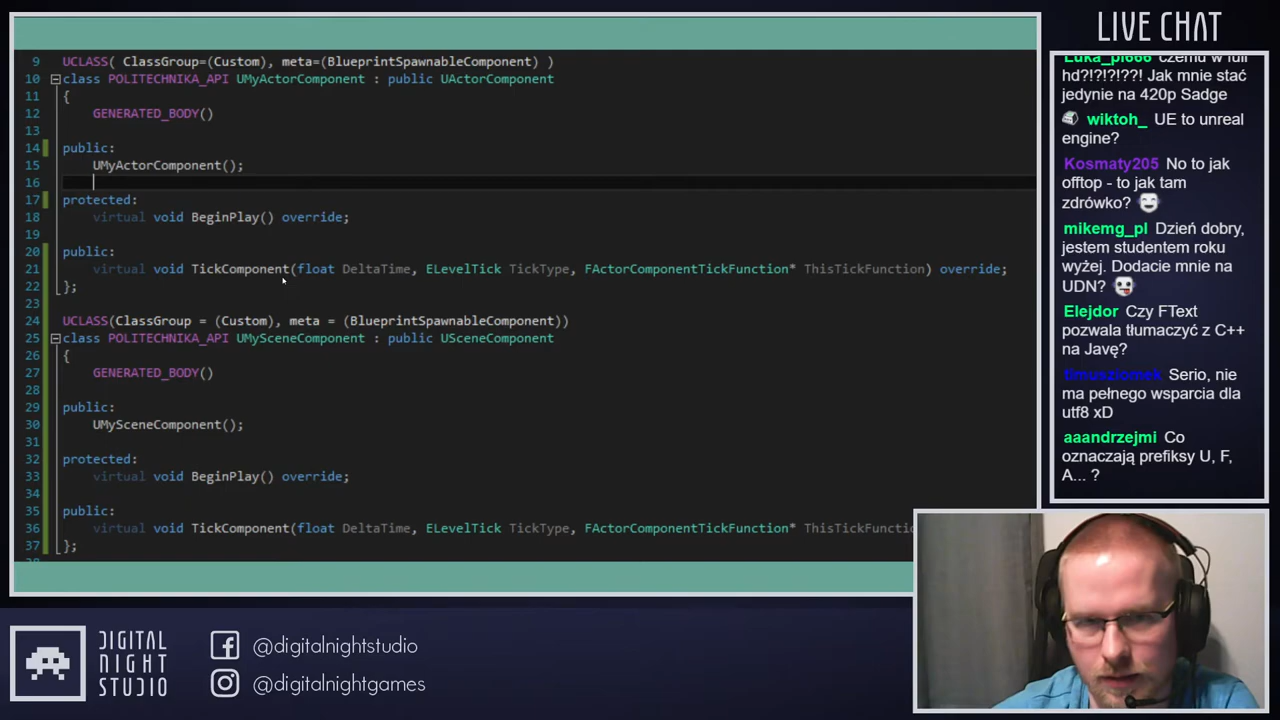 LIVE CHAT
9 UCLASS( ClassGroup=(Custom), meta=(BlueprintSpawnableComponent) )
10 class POLITECHNIKA_API UMyActorComponent : public UActorComponent
11 {
12 GENERATED_BODY()
13
14 public:
15 UMyActorComponent();
16
17 protected:
18 virtual void BeginPlay() override;
19
20 public:
21 virtual void TickComponent(float DeltaTime, ELevelTick TickType, FActorComponentTickFunction* ThisTickFunction) override;
22 };
23
24 UCLASS(ClassGroup = (Custom), meta = (BlueprintSpawnableComponent))
25 class POLITECHNIKA_API UMySceneComponent : public USceneComponent
26 {
27 GENERATED_BODY()
28
29 public:
30 UMySceneComponent();
31
32 protected:
33 virtual void BeginPlay() override;
34
35 public:
36 virtual void TickComponent(float DeltaTime, ELevelTick TickType, FActorComponentTickFunction* ThisTickFuncti
37 };
Luka_pl666 czemu w full
hd?!?!?!??! Jak mnie stać
jedynie na 420p Sadge
wiktoh_ UE to unreal
engine?
Kosmaty205 No to jak
offtop - to jak tam
zdrówko?
mikemg_pl Dzień dobry,
jestem studentem roku
wyżej. Dodacie mnie na
UDN?
Elejdor Czy FText
pozwala tłumaczyć z C++
na Javę?
Serio, nie
ma pełnego wsparcia dla
utf8 xD
aaandrzejmi Co
oznaczają prefiksy U, F,
A... ?
DIGITAL
NIGHT
STUDIO
@digitalnightstudio
@digitalnightgames